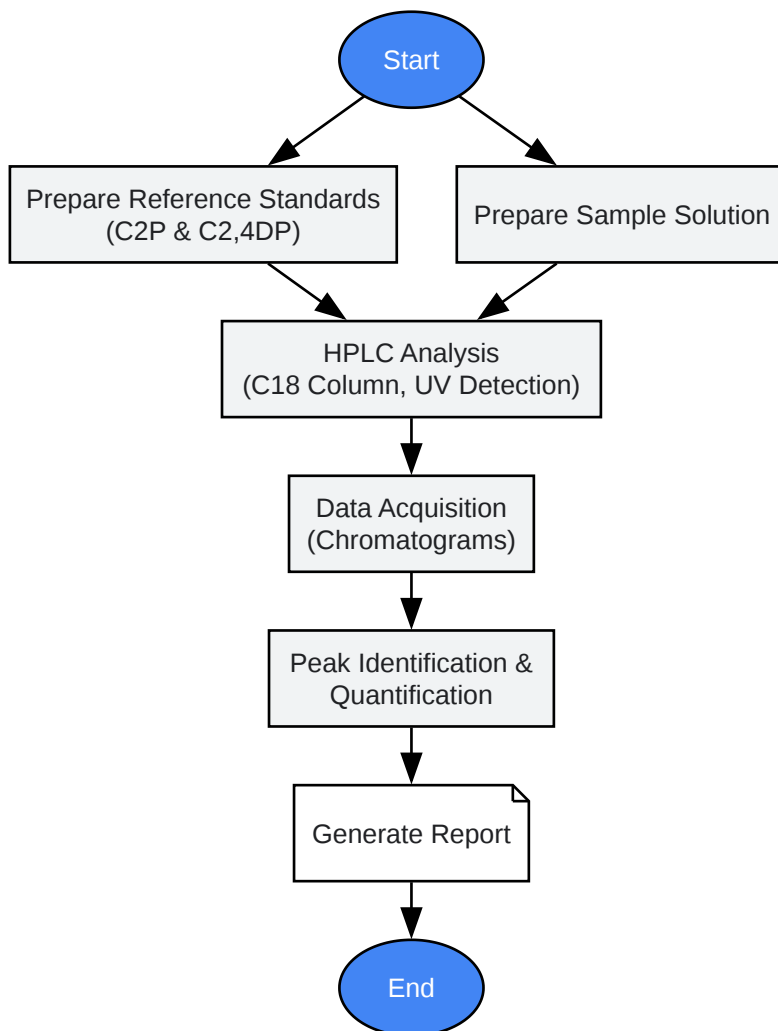 Start
Prepare Reference Standards
(C2P & C2,4DP)
Prepare Sample Solution
HPLC Analysis
(C18 Column, UV Detection)
Data Acquisition
(Chromatograms)
Peak Identification &
Quantification
Generate Report
End